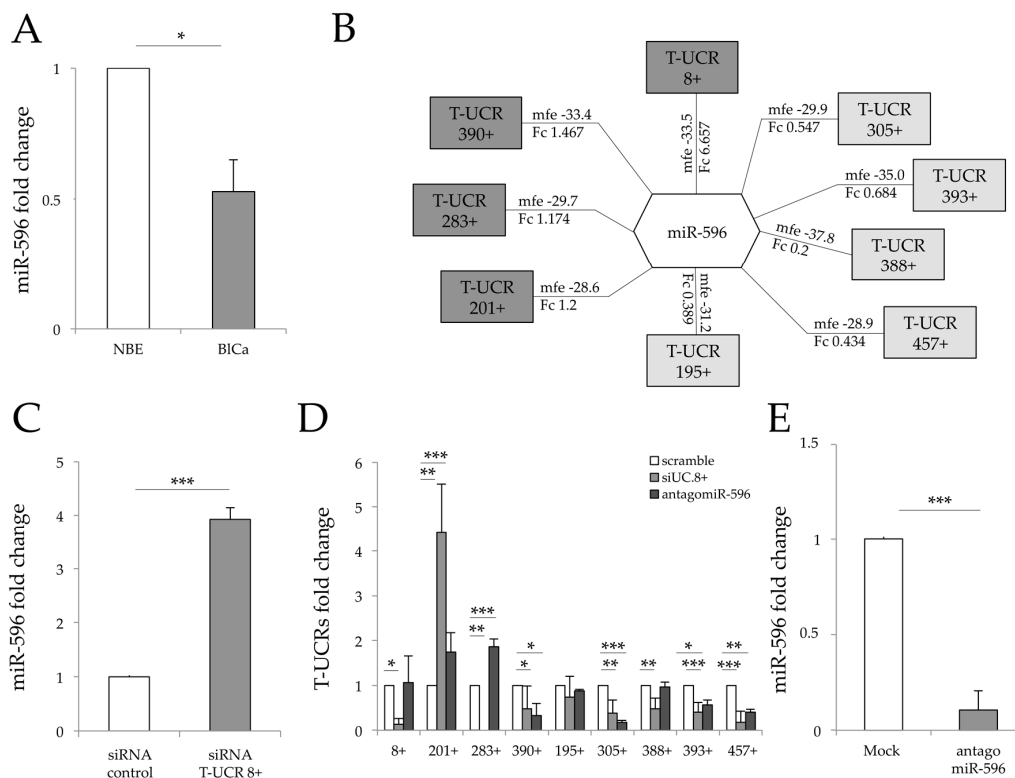 A
*
miR-596 fold change
1
0.5
0
NBE
BlCa
B
T-UCR
8+
T-UCR
390+
mfe -33.4
Fc 1.467
mfe -33.5
Fc 9.657
mfe -29.9
Fc 0.547
T-UCR
305+
T-UCR
283+
mfe -29.7
Fc 1.174
miR-596
mfe -35.0
Fc 0.684
T-UCR
393+
mfe -37.8
Fc 0.2
T-UCR
388+
T-UCR
201+
mfe -28.6
Fc 1.2
mfe -31.2
Fc 0.389
mfe -28.9
Fc 0.434
T-UCR
457+
T-UCR
195+
C
***
miR-596 fold change
5
4
3
2
1
0
siRNA
control
siRNA
T-UCR 8+
D
T-UCRs fold change
6
5
4
3
2
1
0
scramble
siUC.8+
antagomiR-596
*
***
**
***
**
*
*
***
**
**
*
***
**
***
8+
201+
283+
390+
195+
305+
388+
393+
457+
E
miR-596 fold change
1.5
1
0.5
0
***
Mock
antago
miR-596